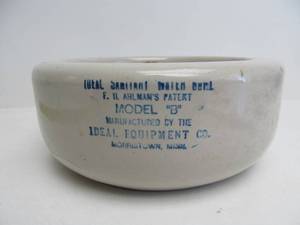 IDEAL SANITARY WATER BOWL
F. H. AHLMAN'S PATENT
MODEL "B"
MANUFACTURED BY THE
IDEAL EQUIPMENT CO.
MORRISTOWN, MINN.